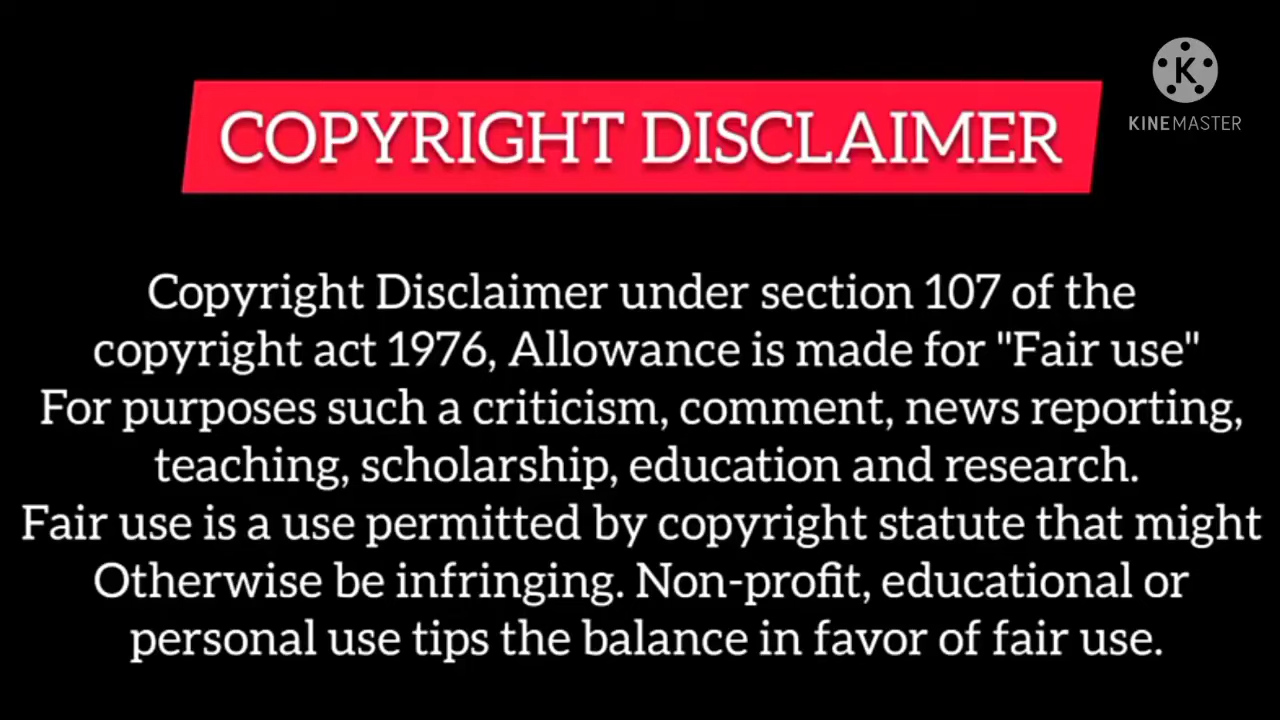 K
KINEMASTER
COPYRIGHT DISCLAIMER
Copyright Disclaimer under section 107 of the
copyright act 1976, Allowance is made for "Fair use"
For purposes such a criticism, comment, news reporting,
teaching, scholarship, education and research.
Fair use is a use permitted by copyright statute that might
Otherwise be infringing. Non-profit, educational or
personal use tips the balance in favor of fair use.